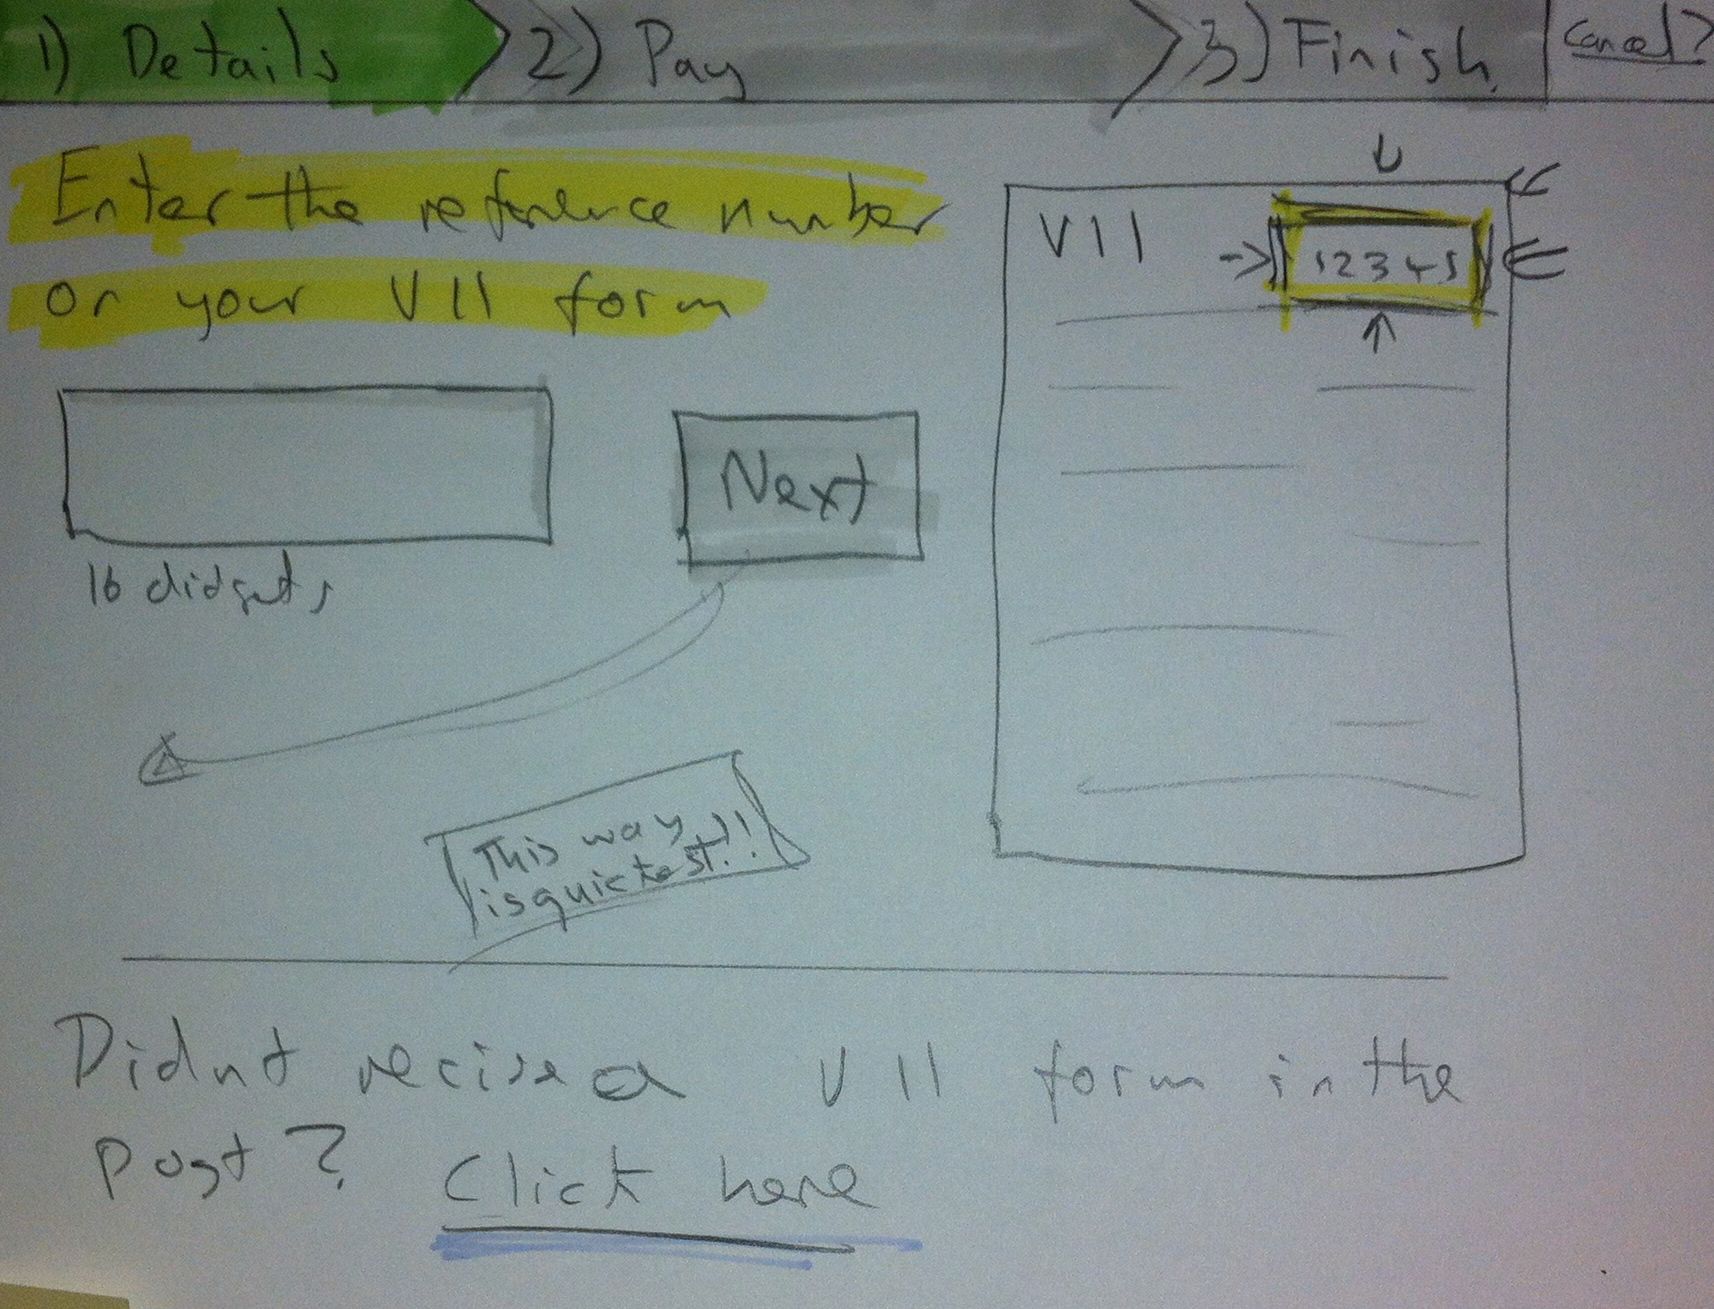 1) Details 2) Pay 3) Finish Cancel?
Enter the reference number
on your V11 form
V11
12345
Next
16 didgets
This way
is quickest!!
Didnt recive a V11 form in the
post? Click here